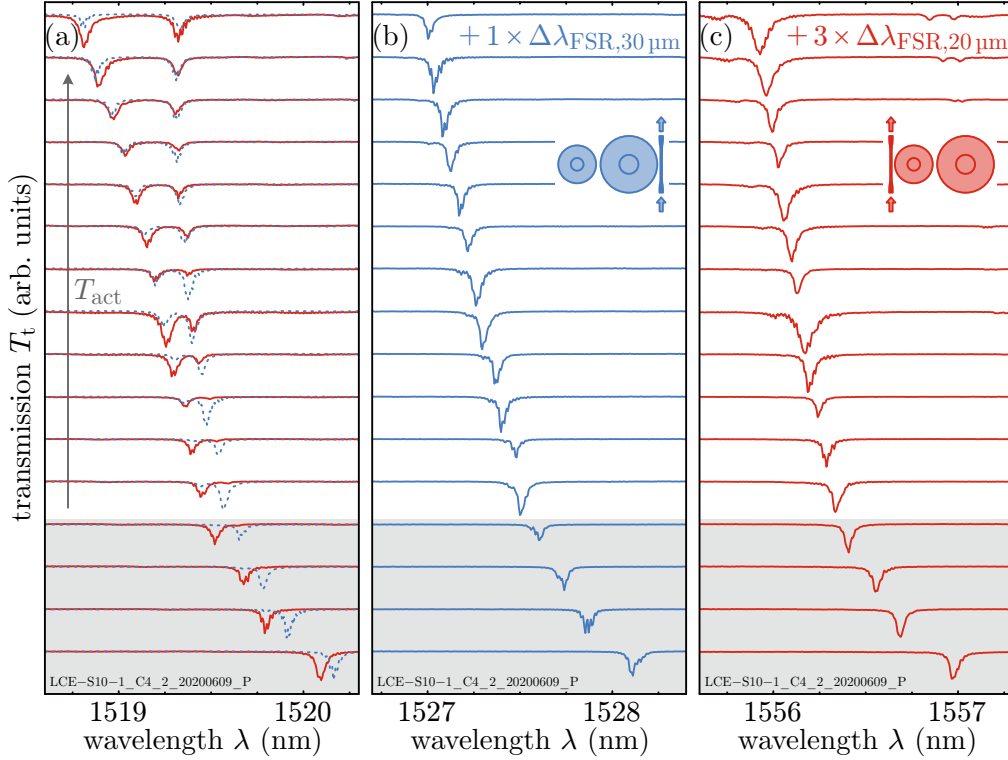 transmission Tₜ (arb. units)
(a)
T_act
LCE−S10−1_C4_2_20200609_P
1519 1520
wavelength λ (nm)
(b) + 1 × Δλ_FSR,30 μm
LCE−S10−1_C4_2_20200609_P
1527 1528
wavelength λ (nm)
(c) + 3 × Δλ_FSR,20 μm
LCE−S10−1_C4_2_20200609_P
1556 1557
wavelength λ (nm)